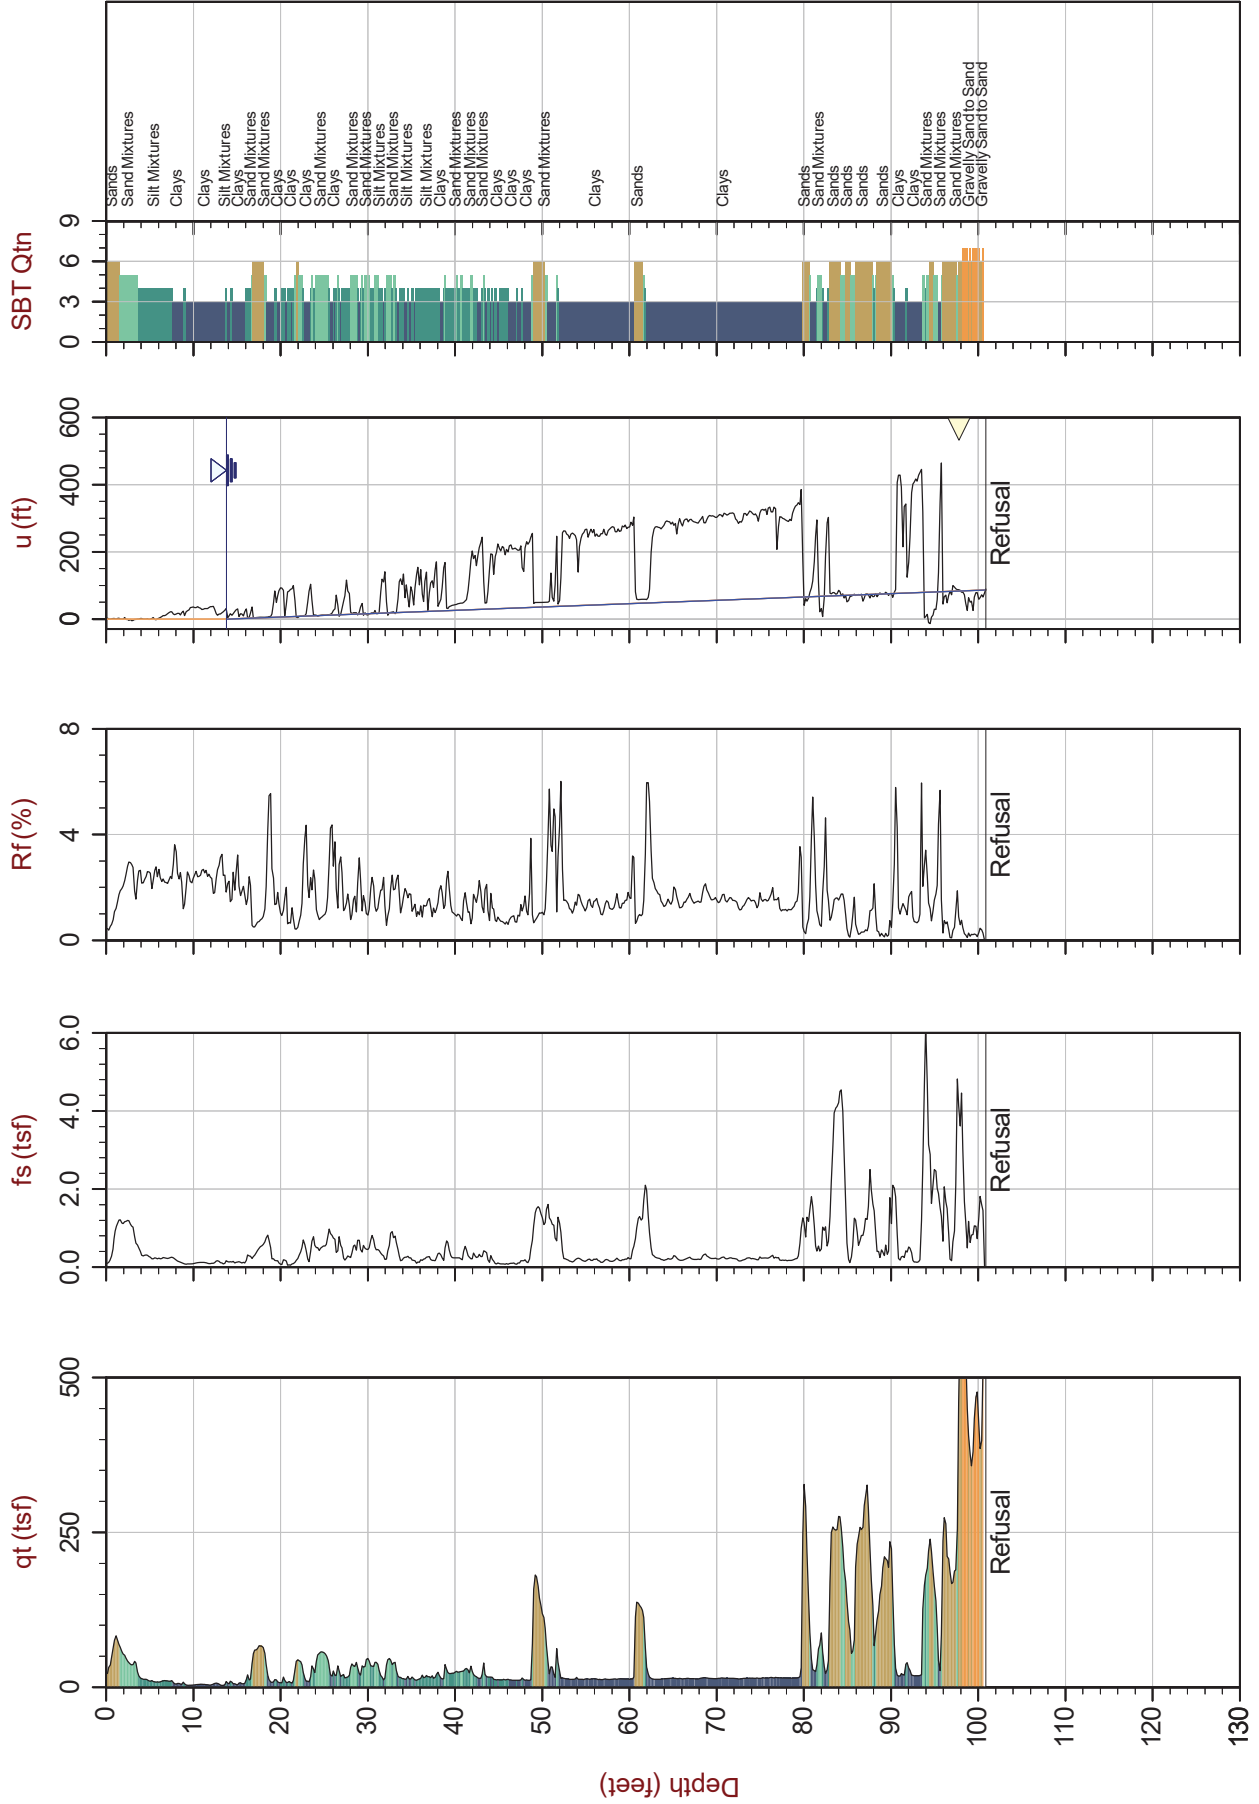 qt (tsf)
fs (tsf)
Rf (%)
u (ft)
SBT Qtn
0 250 500
0.0 2.0 4.0 6.0
0 4 8
0 200 400 600
0 3 6 9
Depth (feet)
0
10
20
30
40
50
60
70
80
90
100
110
120
130
Sands
Sand Mixtures
Silt Mixtures
Clays
Clays
Silt Mixtures
Clays
Sand Mixtures
Sand Mixtures
Clays
Clays
Clays
Sand Mixtures
Clays
Sand Mixtures
Sand Mixtures
Silt Mixtures
Sand Mixtures
Silt Mixtures
Silt Mixtures
Clays
Sand Mixtures
Sand Mixtures
Sand Mixtures
Clays
Clays
Clays
Sand Mixtures
Clays
Sands
Clays
Sands
Sand Mixtures
Sands
Sands
Sands
Sands
Clays
Clays
Sand Mixtures
Sand Mixtures
Sand Mixtures
Gravelly Sand to Sand
Gravelly Sand to Sand
Refusal
Refusal
Refusal
Refusal